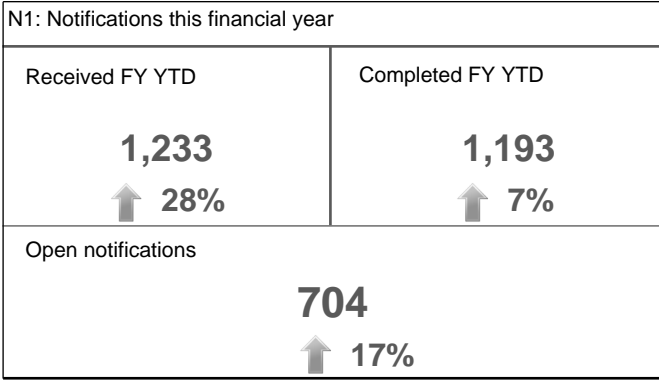 N1: Notifications this financial year
Received FY YTD
1,233
28%
Completed FY YTD
1,193
7%
Open notifications
704
17%